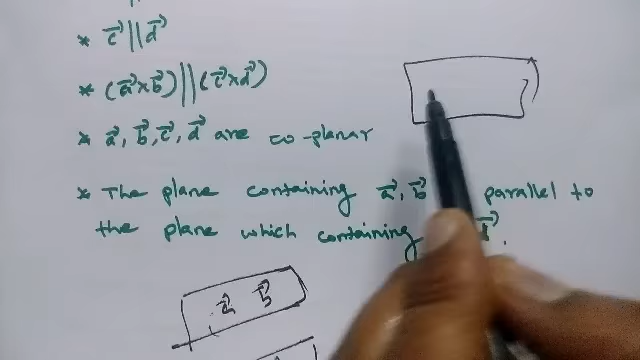 * c⃗ || d⃗
* (a⃗ × b⃗) || (c⃗ × d⃗)
* a⃗, b⃗, c⃗, d⃗ are co-planar
* The plane containing a⃗, b⃗ parallel to
the plane which containing d⃗.
a⃗ b⃗